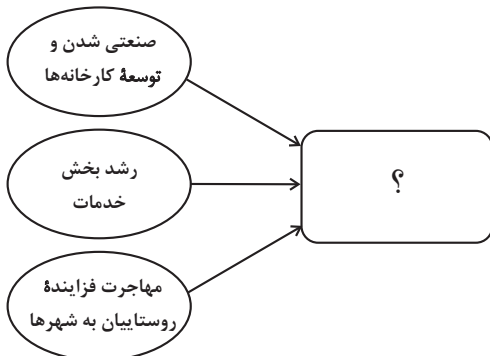 صنعتی شدن و
توسعهٔ کارخانه‌ها
رشد بخش
خدمات
؟
مهاجرت فزایندهٔ
روستاییان به شهرها